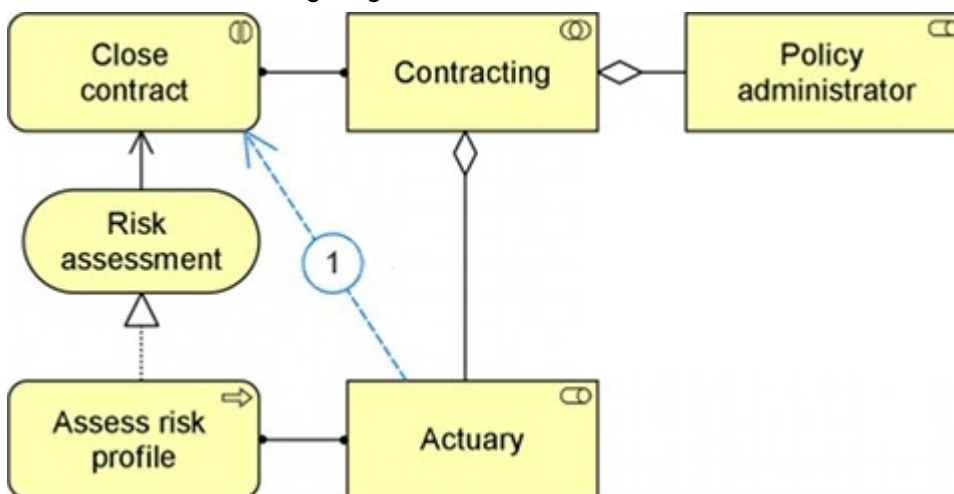 Close
contract
Contracting
Policy
administrator
Risk
assessment
1
Assess risk
profile
Actuary